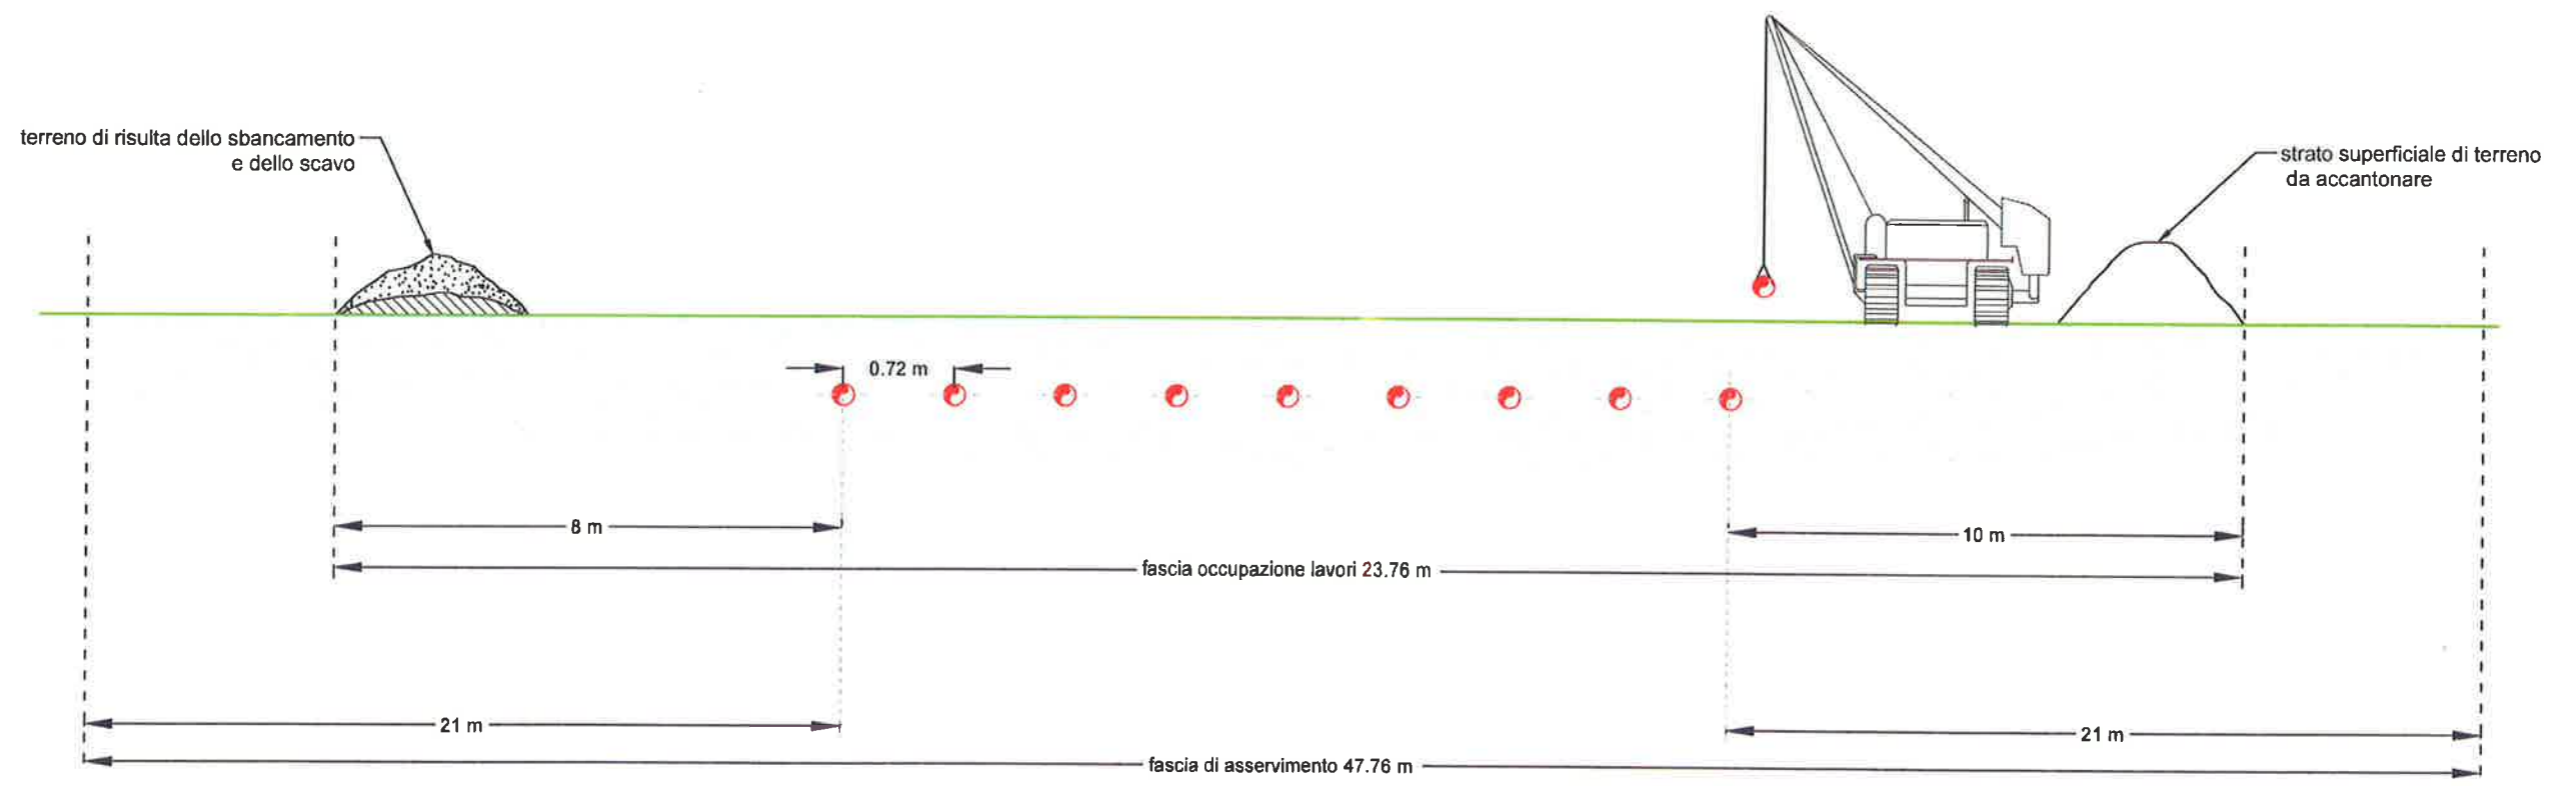 terreno di risulta dello sbancamento
e dello scavo
strato superficiale di terreno
da accantonare
0.72 m
8 m
10 m
fascia occupazione lavori 23.76 m
21 m
21 m
fascia di asservimento 47.76 m